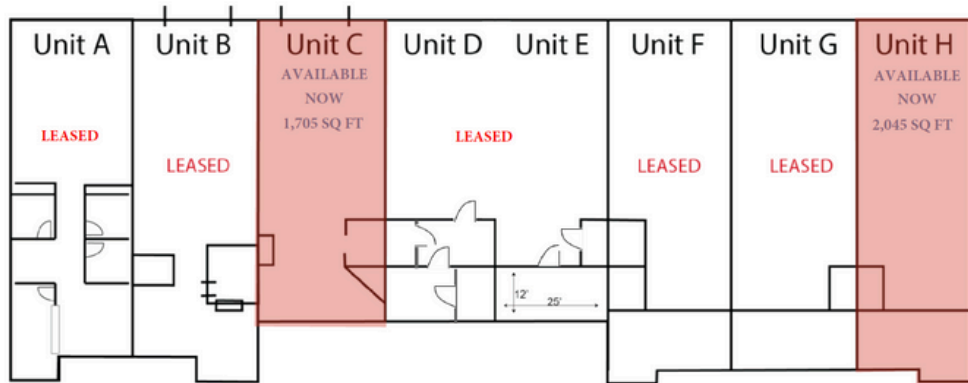 Unit A
Unit B
Unit C
Unit D
Unit E
Unit F
Unit G
Unit H
AVAILABLE
NOW
1,705 SQ FT
AVAILABLE
NOW
2,045 SQ FT
LEASED
LEASED
LEASED
LEASED
LEASED
12'
25'